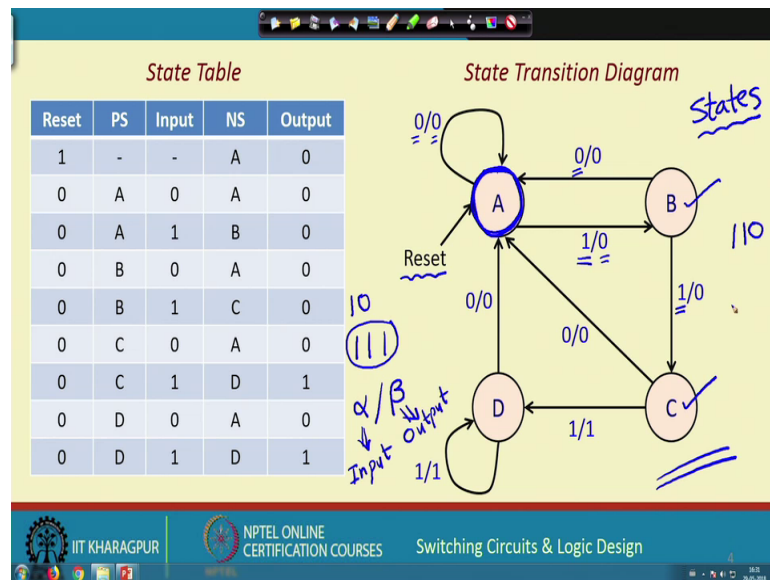 State Table
Reset PS Input NS Output
1 - - A 0
0 A 0 A 0
0 A 1 B 0
0 B 0 A 0
0 B 1 C 0
0 C 0 A 0
0 C 1 D 1
0 D 0 A 0
0 D 1 D 1
10
111
α/β
Input
Output
State Transition Diagram
States
0/0
0/0
A
B
1/0
110
Reset
0/0
0/0
1/0
D
C
1/1
1/1
IIT KHARAGPUR
NPTEL ONLINE
CERTIFICATION COURSES
Switching Circuits & Logic Design
4
16:31